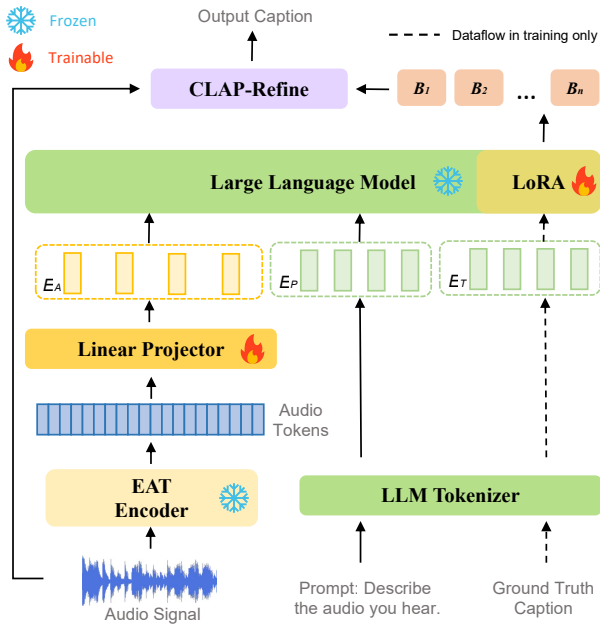 Frozen
Trainable
Output Caption
Dataflow in training only
CLAP-Refine
B1 B2 ... Bn
Large Language Model
LoRA
EA
EP
ET
Linear Projector
Audio
Tokens
EAT
Encoder
LLM Tokenizer
Audio Signal
Prompt: Describe
the audio you hear.
Ground Truth
Caption